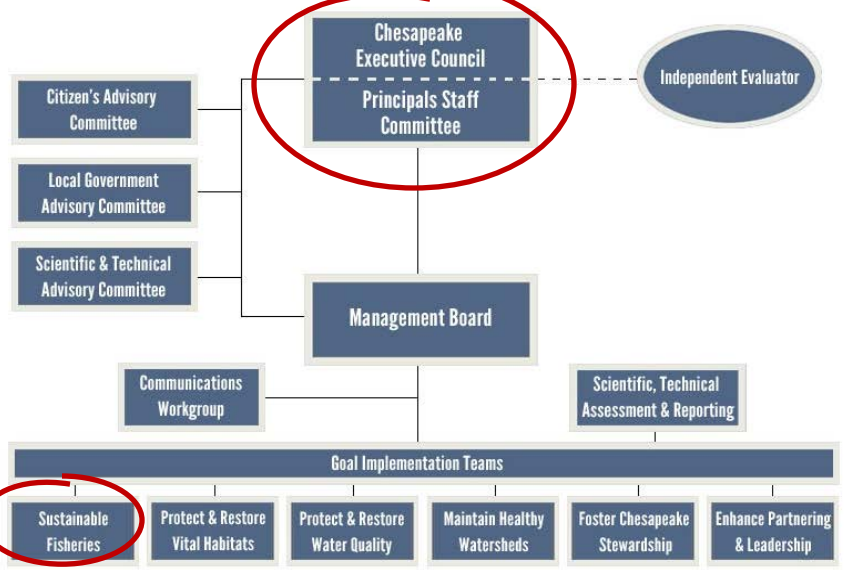 Chesapeake
Executive Council
Principals Staff
Committee
Independent Evaluator
Citizen's Advisory
Committee
Local Government
Advisory Committee
Scientific & Technical
Advisory Committee
Management Board
Communications
Workgroup
Scientific, Technical
Assessment & Reporting
Goal Implementation Teams
Sustainable
Fisheries
Protect & Restore
Vital Habitats
Protect & Restore
Water Quality
Maintain Healthy
Watersheds
Foster Chesapeake
Stewardship
Enhance Partnering
& Leadership